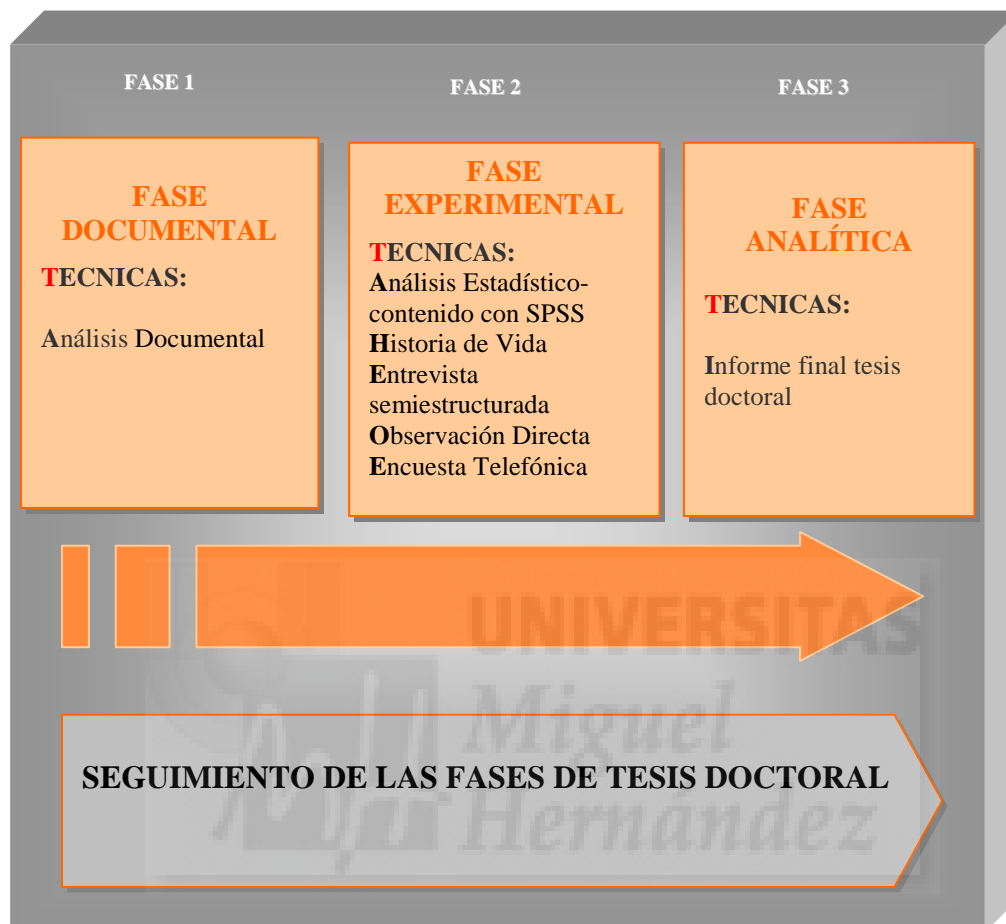 FASE 1
FASE 2
FASE 3
FASE
DOCUMENTAL
TECNICAS:
Análisis Documental
FASE
EXPERIMENTAL
TECNICAS:
Análisis Estadístico-
contenido con SPSS
Historia de Vida
Entrevista
semiestructurada
Observación Directa
Encuesta Telefónica
FASE
ANALÍTICA
TECNICAS:
Informe final tesis
doctoral
UNIVERSITAS
Miguel
Hernández
SEGUIMIENTO DE LAS FASES DE TESIS DOCTORAL